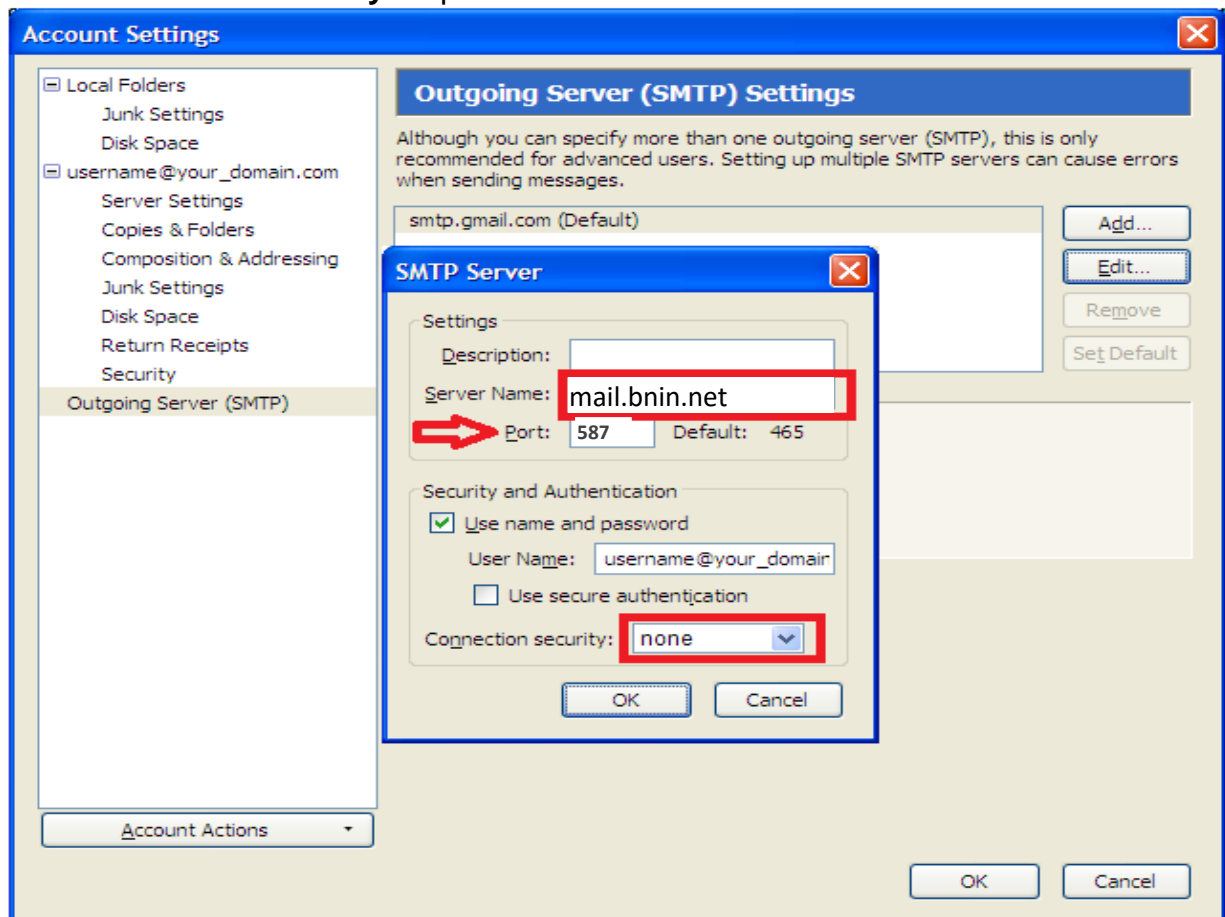 Account Settings
Local Folders
Junk Settings
Disk Space
username@your_domain.com
Server Settings
Copies & Folders
Composition & Addressing
Junk Settings
Disk Space
Return Receipts
Security
Outgoing Server (SMTP)
Account Actions
Outgoing Server (SMTP) Settings
Although you can specify more than one outgoing server (SMTP), this is only
recommended for advanced users. Setting up multiple SMTP servers can cause errors
when sending messages.
smtp.gmail.com (Default)
Add...
Edit...
Remove
Set Default
SMTP Server
Settings
Description:
Server Name: mail.bnin.net
Port: 587 Default: 465
Security and Authentication
Use name and password
User Name: username@your_domain
Use secure authentication
Connection security: none
OK Cancel
OK Cancel